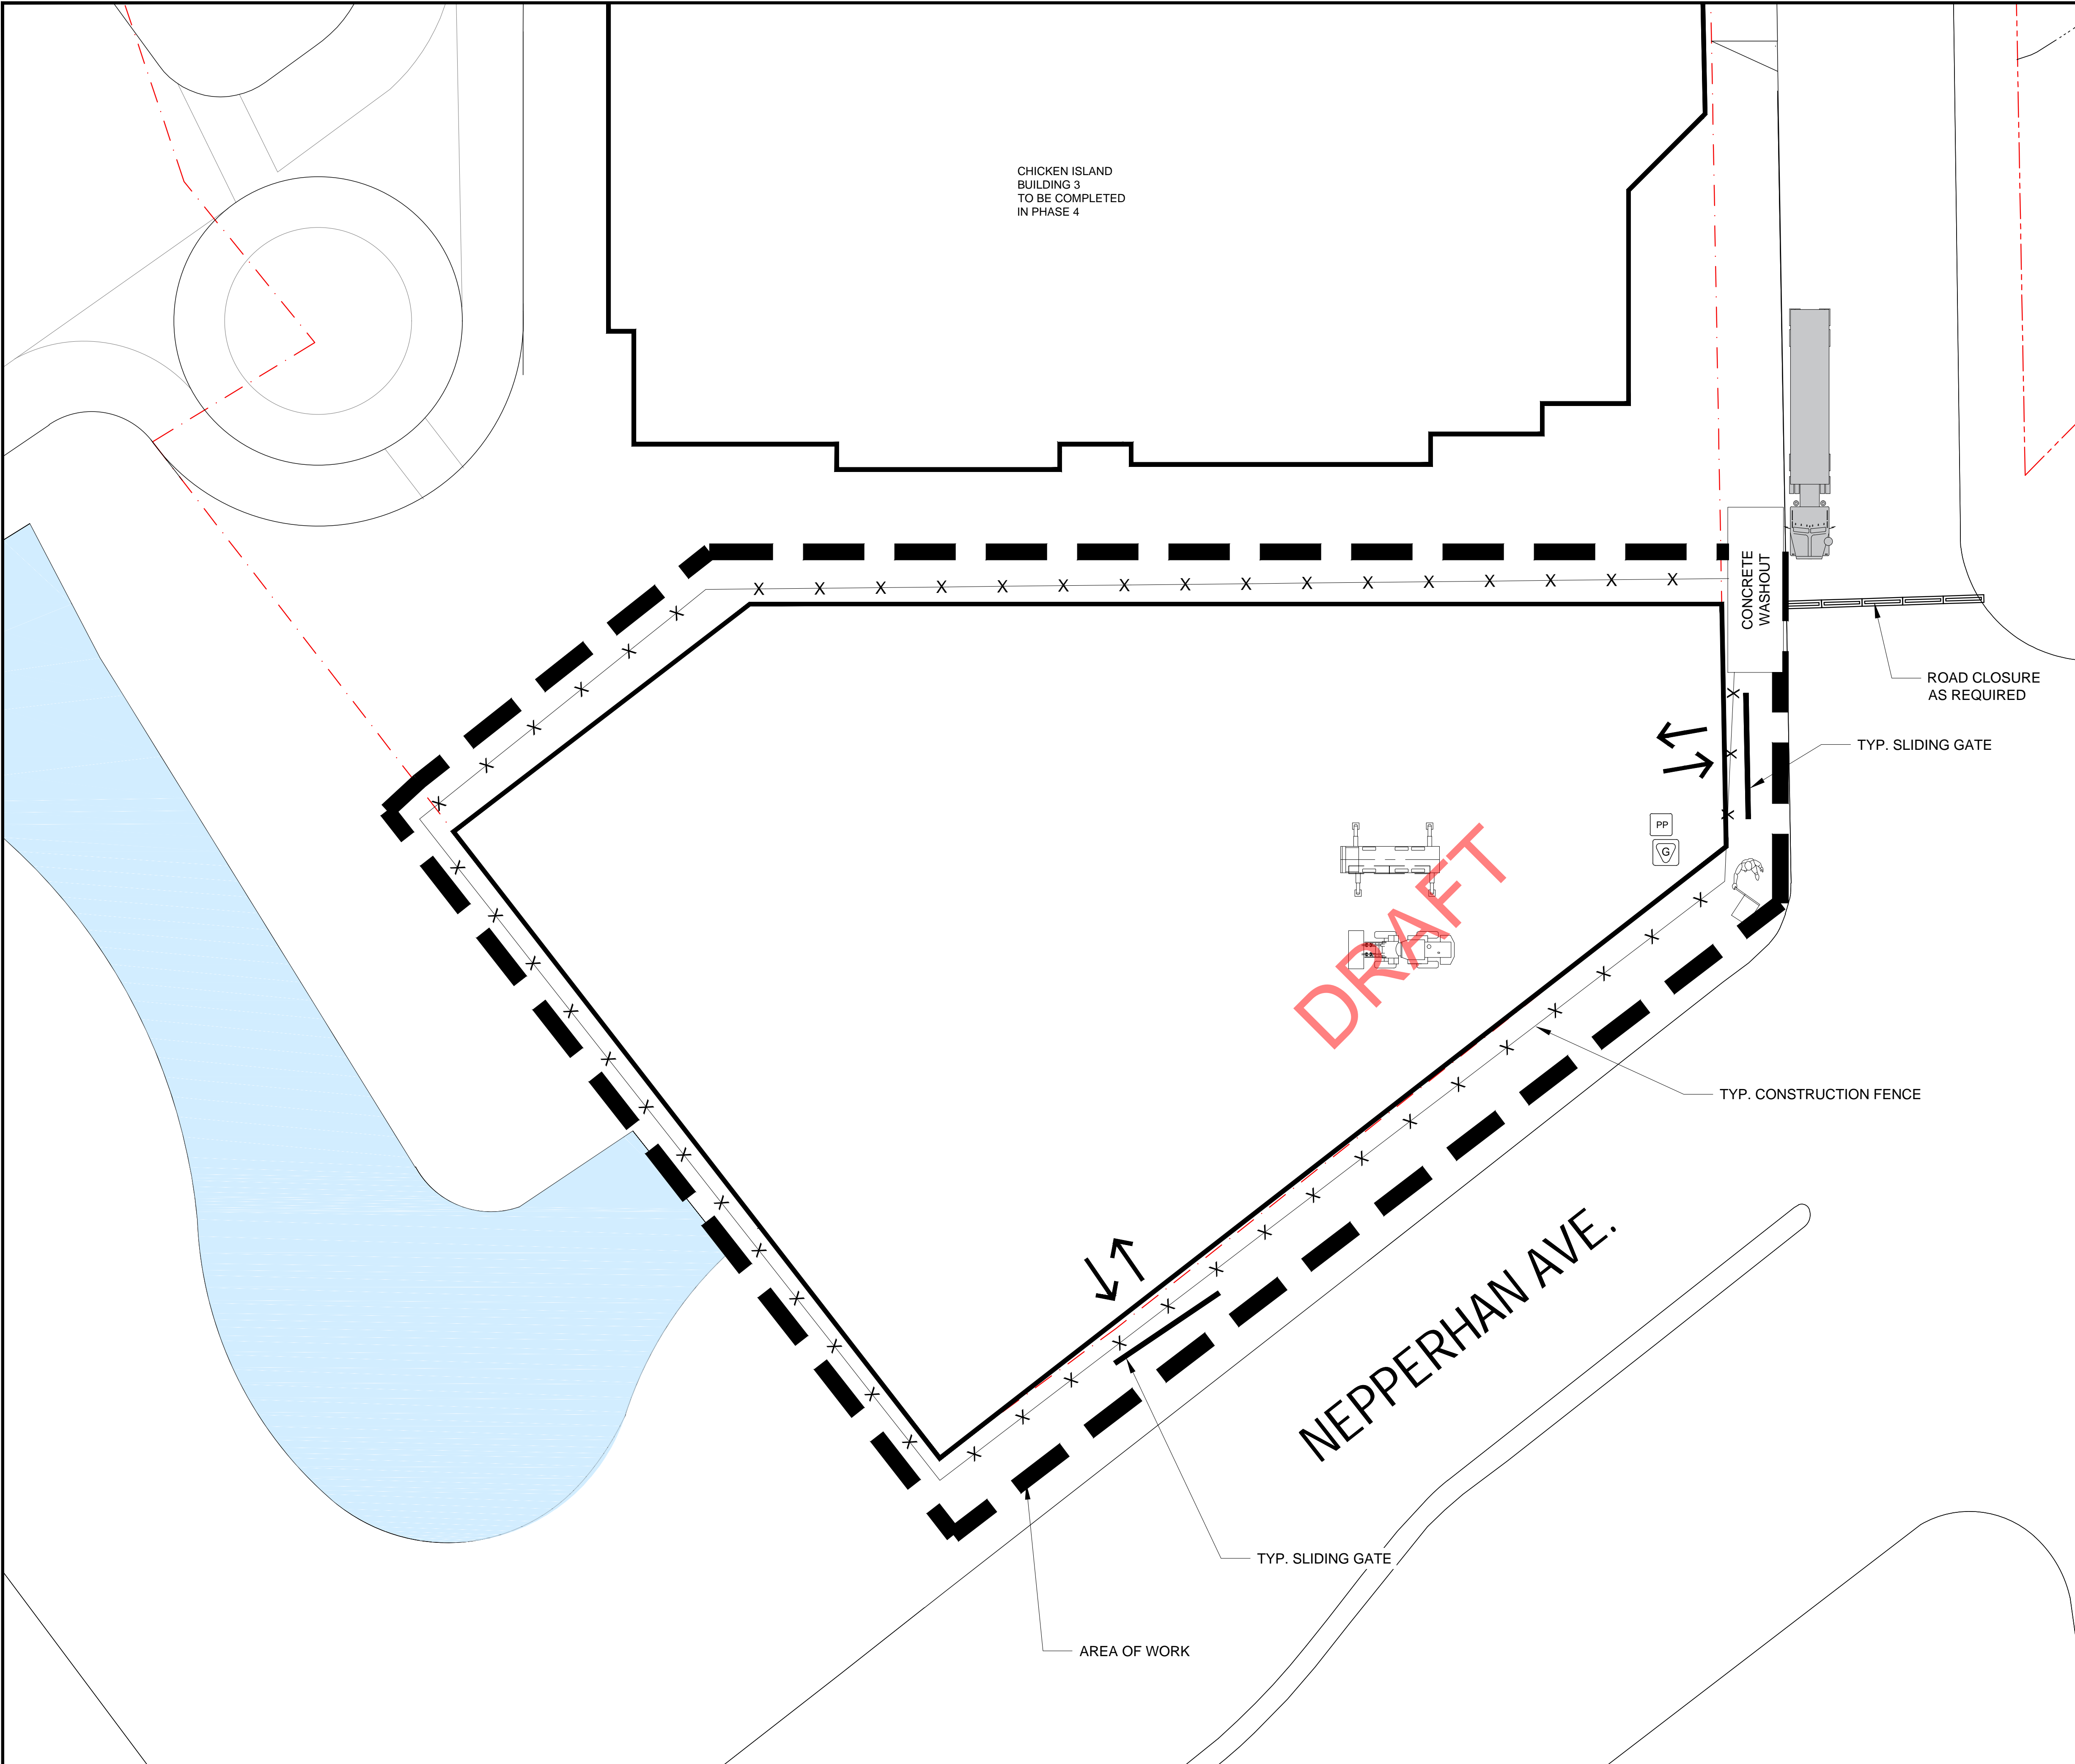 CHICKEN ISLAND
BUILDING 3
TO BE COMPLETED
IN PHASE 4
CONCRETE
WASHOUT
ROAD CLOSURE
AS REQUIRED
TYP. SLIDING GATE
PP
G
DRAFT
TYP. CONSTRUCTION FENCE
NEPPERHAN AVE.
TYP. SLIDING GATE
AREA OF WORK